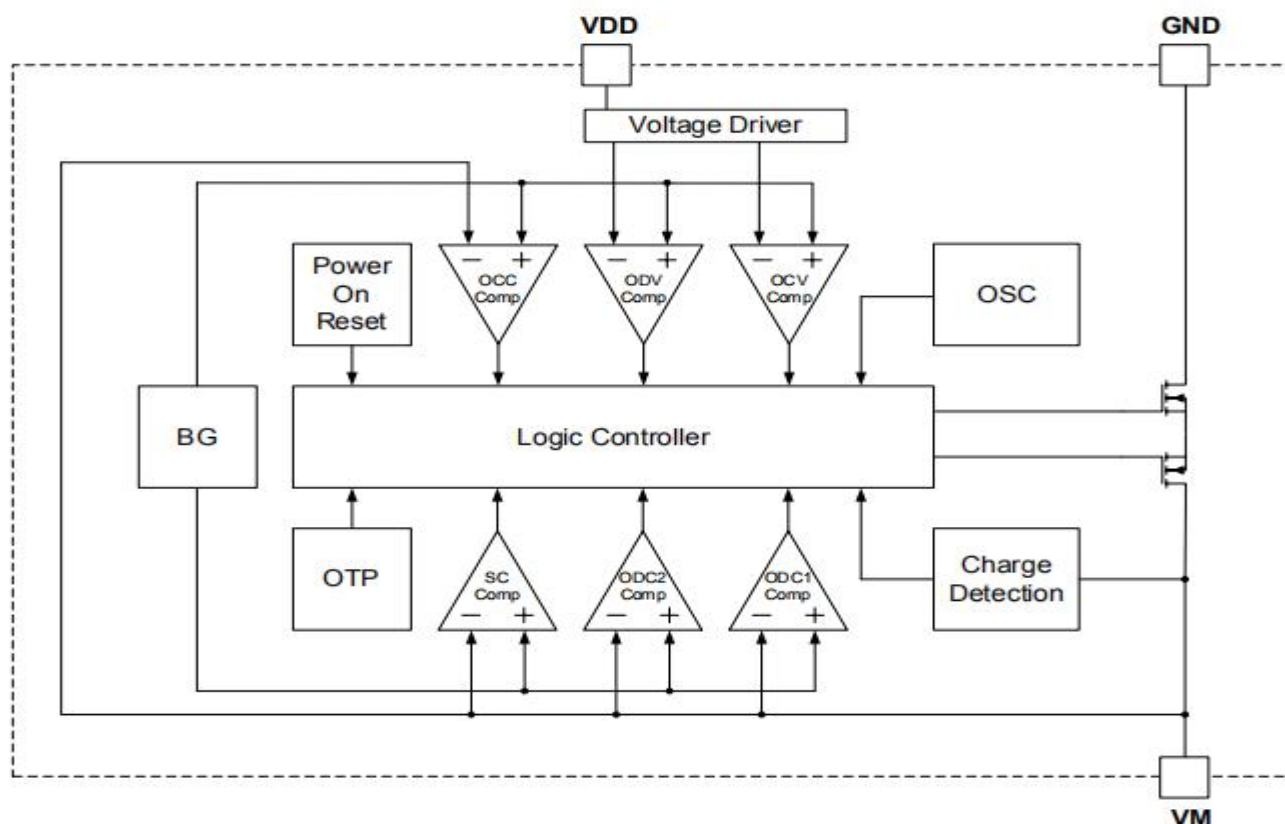 VDD
GND
Voltage Driver
Power
On
Reset
− +
OCC
Comp
− +
ODV
Comp
− +
OCV
Comp
OSC
BG
Logic Controller
OTP
SC
Comp
− +
ODC2
Comp
− +
ODC1
Comp
− +
Charge
Detection
VM